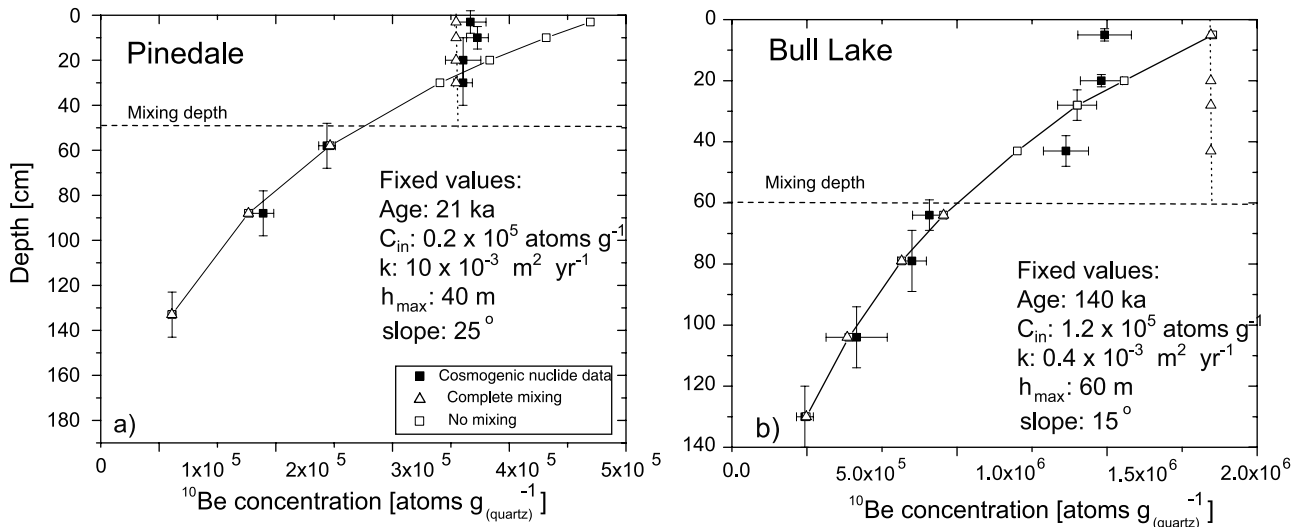 Pinedale
Depth [cm]
0
20
40
60
80
100
120
140
160
180
Mixing depth
Fixed values:
Age: 21 ka
C_in: 0.2 x 10^5 atoms g^-1
k: 10 x 10^-3 m^2 yr^-1
h_max: 40 m
slope: 25°
Cosmogenic nuclide data
Complete mixing
No mixing
a)
0 1x10^5 2x10^5 3x10^5 4x10^5 5x10^5
^10Be concentration [atoms g_(quartz)^-1]
Bull Lake
0
20
40
60
80
100
120
140
Mixing depth
Fixed values:
Age: 140 ka
C_in: 1.2 x 10^5 atoms g^-1
k: 0.4 x 10^-3 m^2 yr^-1
h_max: 60 m
slope: 15°
b)
0.0 5.0x10^5 1.0x10^6 1.5x10^6 2.0x10^6
^10Be concentration [atoms g_(quartz)^-1]